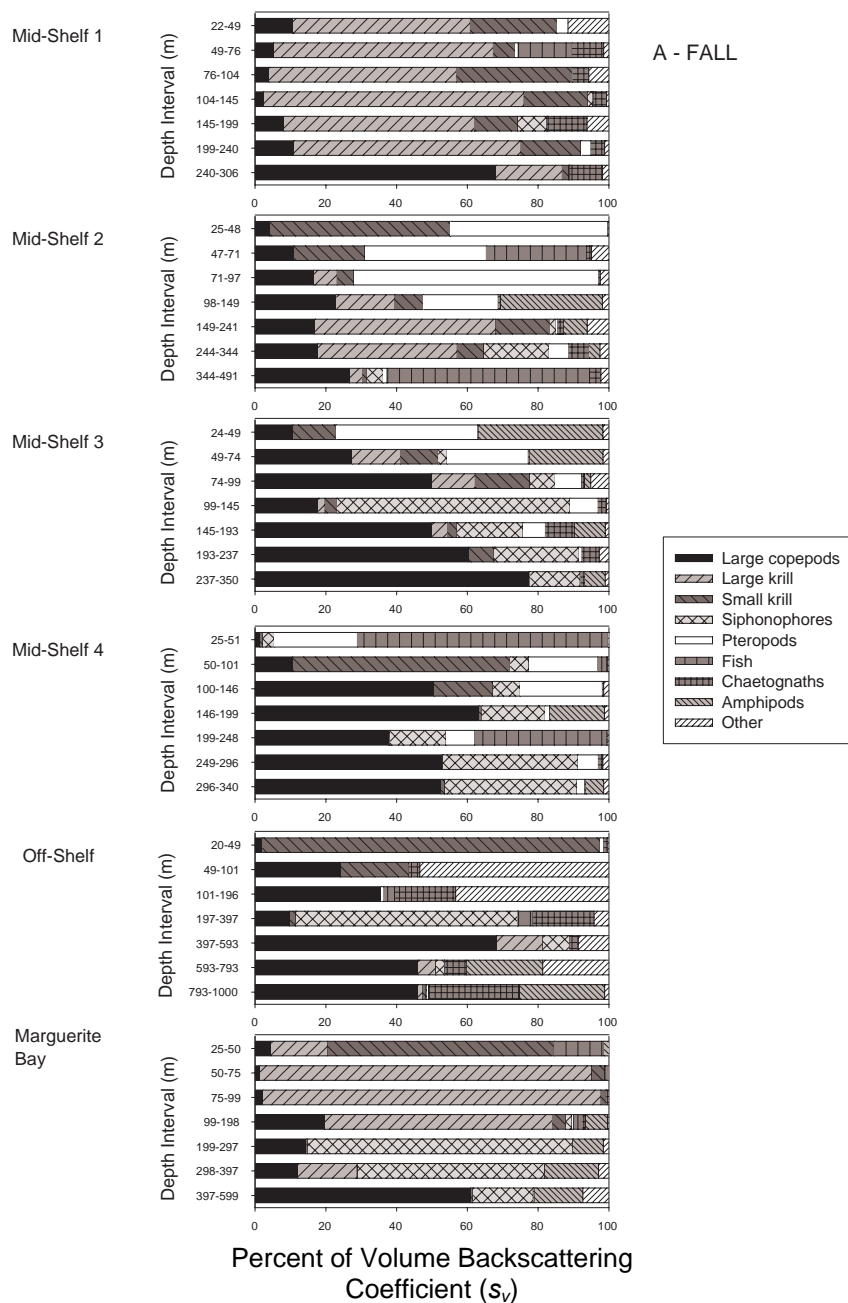 A - FALL
Mid-Shelf 1
Depth Interval (m)
22-49
49-76
76-104
104-145
145-199
199-240
240-306
0 20 40 60 80 100
Mid-Shelf 2
Depth Interval (m)
25-48
47-71
71-97
98-149
149-241
244-344
344-491
0 20 40 60 80 100
Mid-Shelf 3
Depth Interval (m)
24-49
49-74
74-99
99-145
145-193
193-237
237-350
0 20 40 60 80 100
Large copepods
Large krill
Small krill
Siphonophores
Pteropods
Fish
Chaetognaths
Amphipods
Other
Mid-Shelf 4
Depth Interval (m)
25-51
50-101
100-146
146-199
199-248
249-296
296-340
0 20 40 60 80 100
Off-Shelf
Depth Interval (m)
20-49
49-101
101-196
197-397
397-593
593-793
793-1000
0 20 40 60 80 100
Marguerite
Bay
Depth Interval (m)
25-50
50-75
75-99
99-198
199-297
298-397
397-599
0 20 40 60 80 100
Percent of Volume Backscattering
Coefficient (sv)